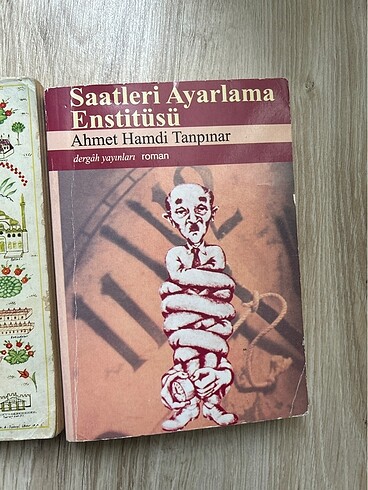 Saatleri Ayarlama
Enstitüsü
Ahmet Hamdi Tanpınar
dergâh yayınları roman